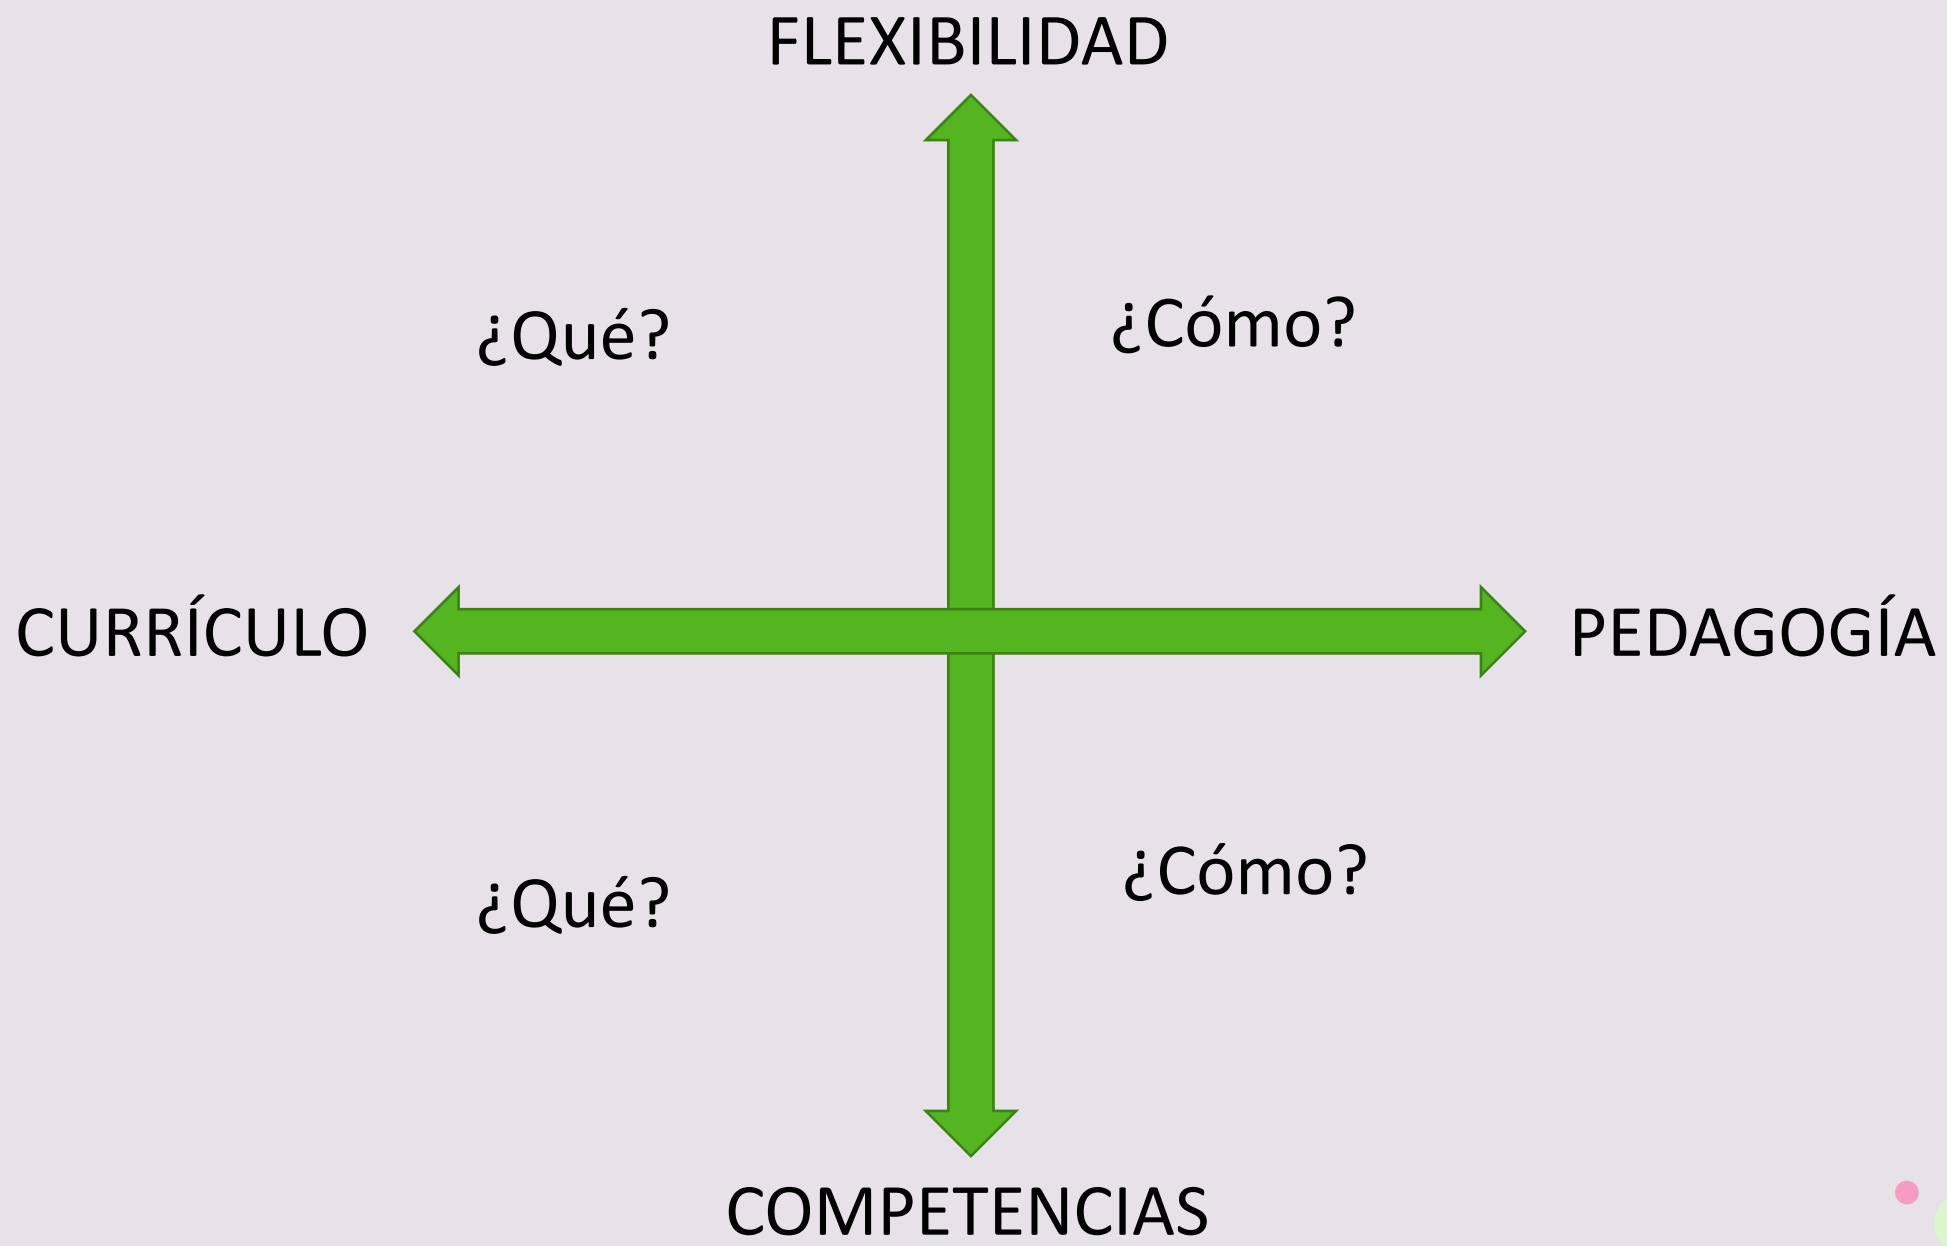 FLEXIBILIDAD
¿Qué?
¿Cómo?
CURRÍCULO
PEDAGOGÍA
¿Qué?
¿Cómo?
COMPETENCIAS